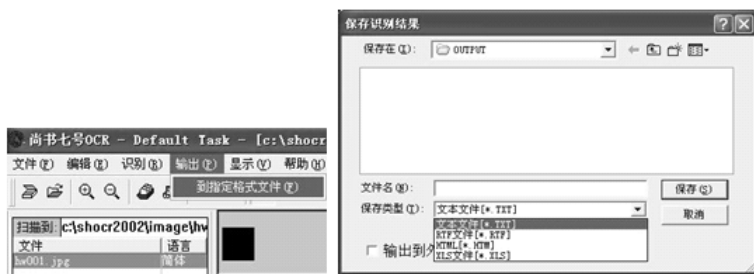 尚书七号OCR - Default Task - [c:\shocr
文件(F) 编辑(E) 识别(R) 输出(P) 显示(V) 帮助(H)
到指定格式文件(F)
扫描到: c:\shocr2002\image\hw
文件 语言
hw001.jpg 简体
保存识别结果
保存在(I): OUTPUT
文件名(N): 保存(S)
保存类型(T): 文本文件[*.TXT] 取消
文本文件[*.TXT]
RTF文件[*.RTF]
HTML[*.HTM]
输出到外 XLS文件[*.XLS]